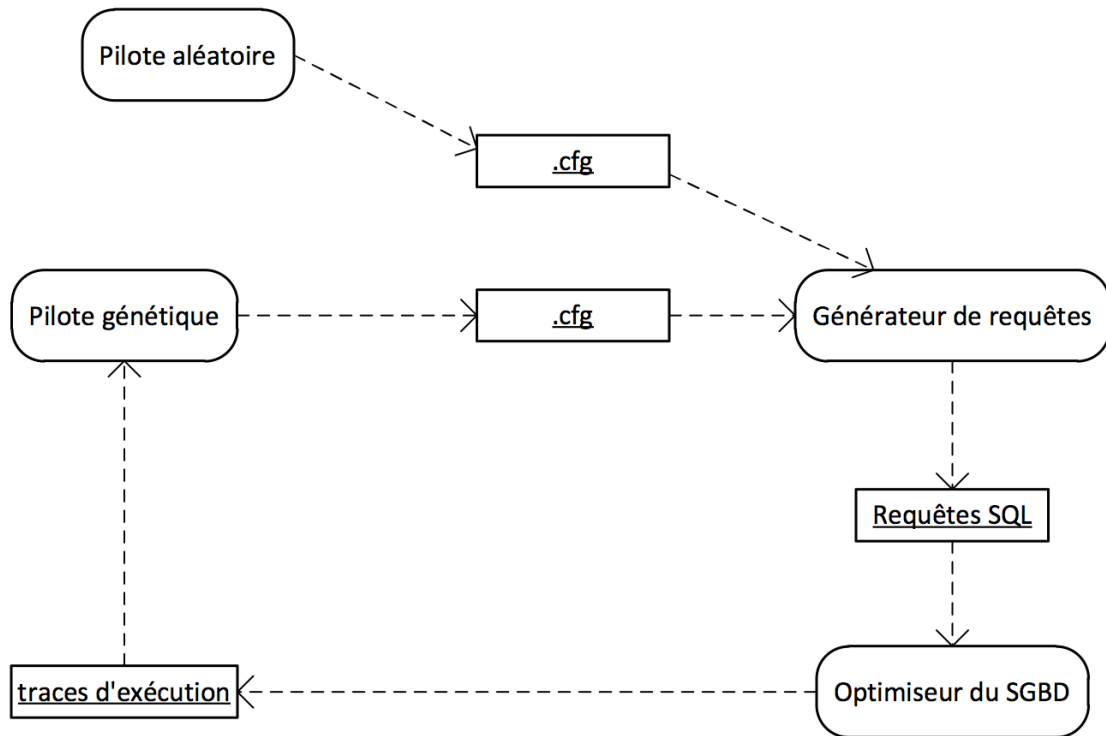 Pilote aléatoire
.cfg
Pilote génétique
.cfg
Générateur de requêtes
Requêtes SQL
traces d'exécution
Optimiseur du SGBD